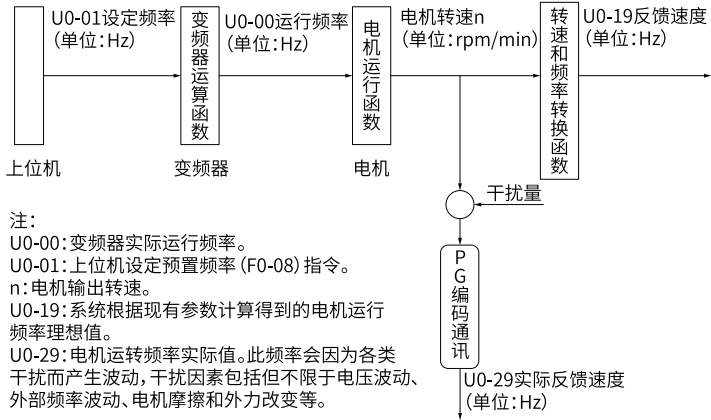 U0-01设定频率
(单位:Hz)
变频器运算函数
U0-00运行频率
(单位:Hz)
电机运行函数
电机转速n
(单位:rpm/min)
转速和频率转换函数
U0-19反馈速度
(单位:Hz)
上位机
变频器
电机
干扰量
PG编码通讯
U0-29实际反馈速度
(单位:Hz)
注:
U0-00:变频器实际运行频率。
U0-01:上位机设定预置频率(F0-08)指令。
n:电机输出转速。
U0-19:系统根据现有参数计算得到的电机运行
频率理想值。
U0-29:电机运转频率实际值。此频率会因为各类
干扰而产生波动,干扰因素包括但不限于电压波动、
外部频率波动、电机摩擦和外力改变等。